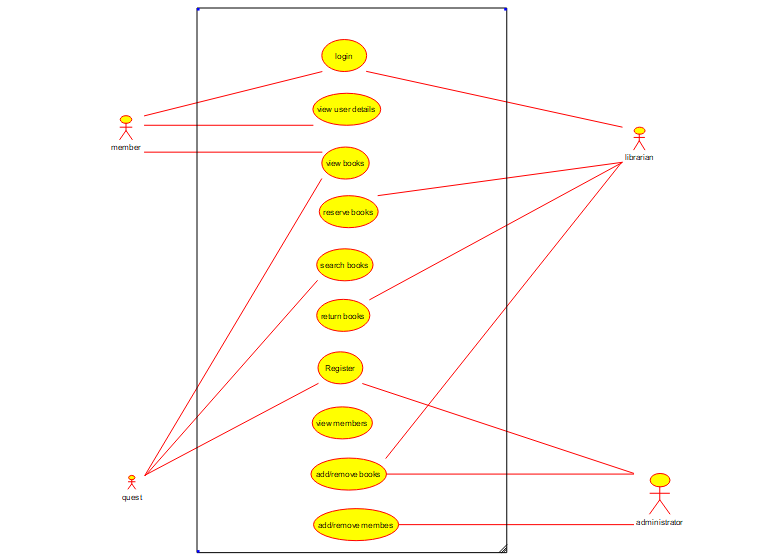 login
view user details
member
librarian
view books
reserve books
search books
return books
Register
view members
add/remove books
quest
add/remove membes
administrator